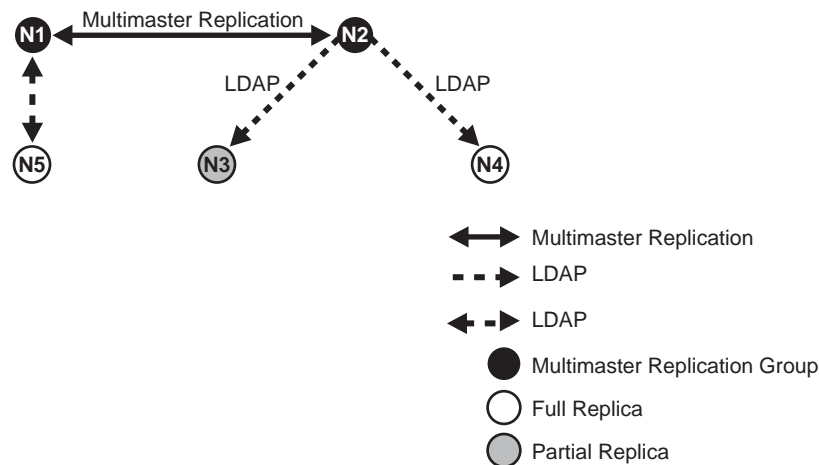 Multimaster Replication
N1
N2
LDAP
LDAP
N5
N3
N4
Multimaster Replication
LDAP
LDAP
Multimaster Replication Group
Full Replica
Partial Replica